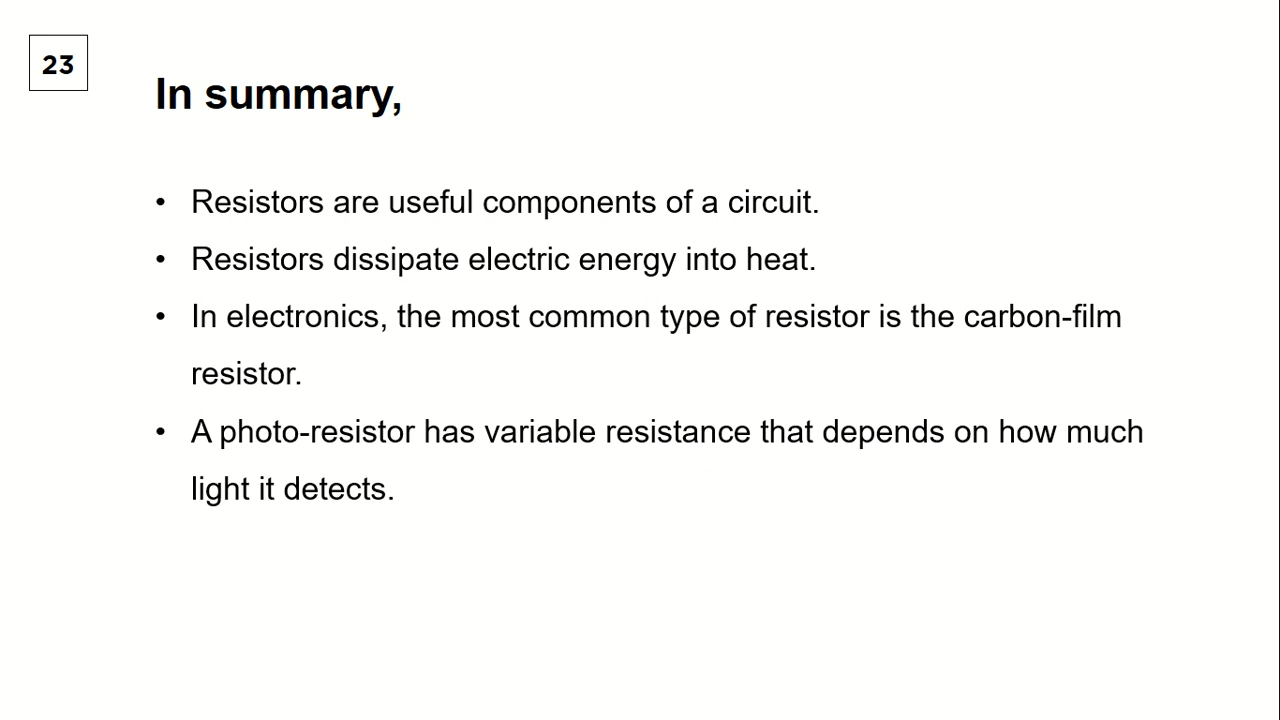 23
In summary,
• Resistors are useful components of a circuit.
• Resistors dissipate electric energy into heat.
• In electronics, the most common type of resistor is the carbon-film
resistor.
• A photo-resistor has variable resistance that depends on how much
light it detects.